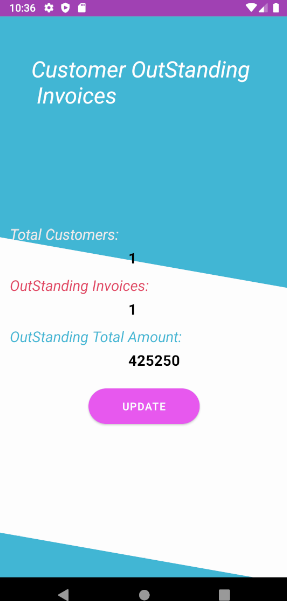 10:36
Customer OutStanding
Invoices
Total Customers:
1
OutStanding Invoices:
1
OutStanding Total Amount:
425250
UPDATE